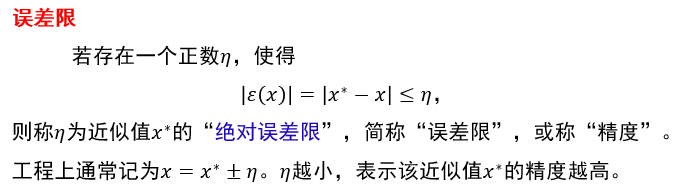 误差限
若存在一个正数η，使得
|ε(x)| = |x* − x| ≤ η，
则称η为近似值x*的“绝对误差限”，简称“误差限”，或称“精度”。
工程上通常记为x = x* ± η。η越小，表示该近似值x*的精度越高。